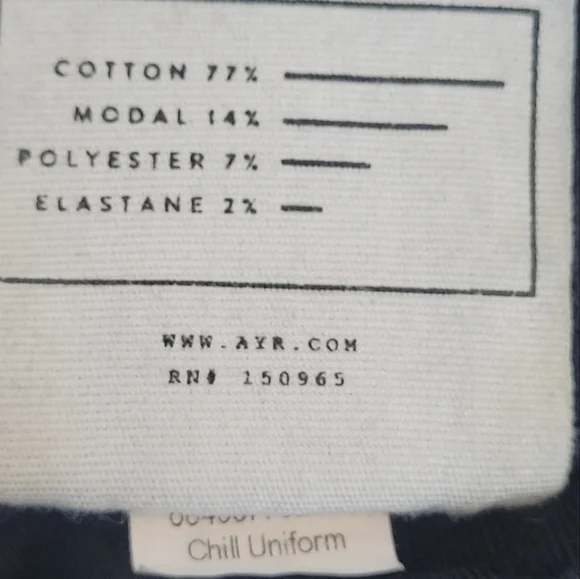 COTTON 77%
MODAL 14%
POLYESTER 7%
ELASTANE 2%
WWW.AYR.COM
RN# 150965
Chill Uniform